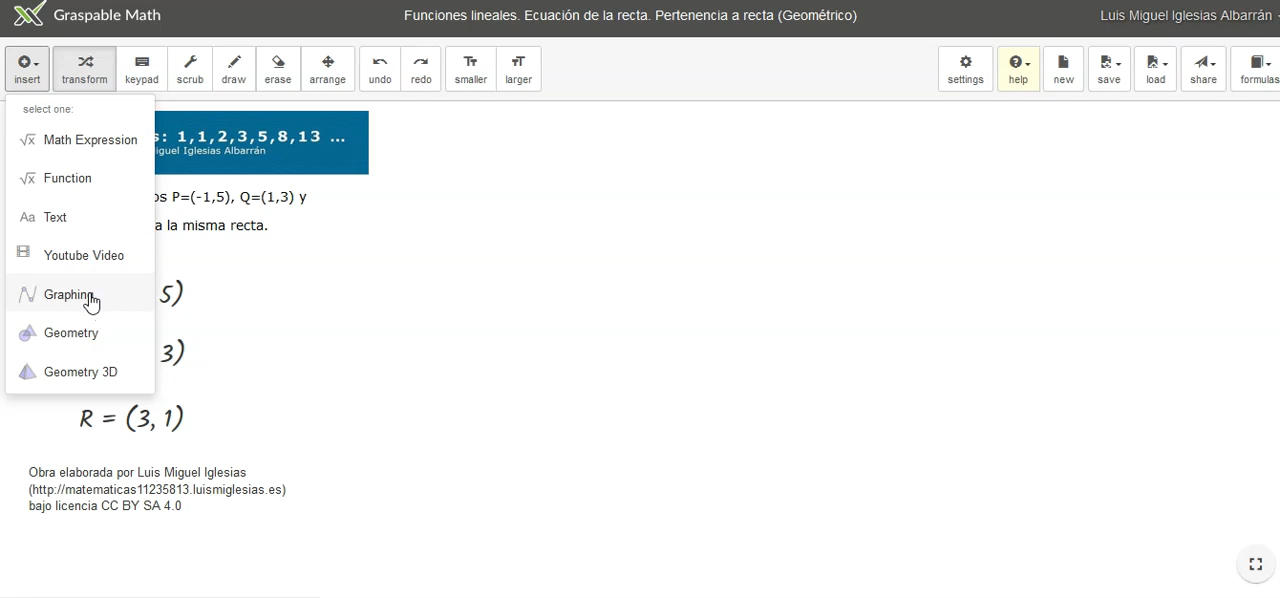 Graspable Math
Funciones lineales. Ecuación de la recta. Pertenencia a recta (Geométrico)
Luis Miguel Iglesias Albarrán
insert
transform
keypad
scrub
draw
erase
arrange
undo
redo
smaller
larger
settings
help
new
save
load
share
formulas
select one:
Math Expression
Function
Aa Text
Youtube Video
Graphing
Geometry
Geometry 3D
s: 1,1,2,3,5,8,13 ...
iguel Iglesias Albarrán
os P=(-1,5), Q=(1,3) y
a la misma recta.
5)
3)
R = (3, 1)
Obra elaborada por Luis Miguel Iglesias
(http://matematicas11235813.luismiglesias.es)
bajo licencia CC BY SA 4.0